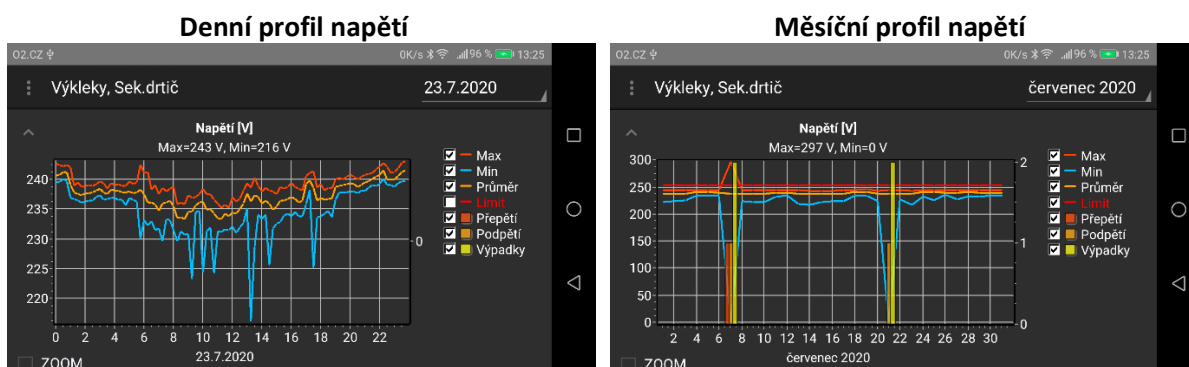 Denní profil napětí
O2.CZ 0K/s 96 % 13:25
Výkleky, Sek.drtič 23.7.2020
Napětí [V]
Max=243 V, Min=216 V
240
235
230
225
220
0
0 2 4 6 8 10 12 14 16 18 20 22
23.7.2020
Max
Min
Průměr
Limit
Přepětí
Podpětí
Výpadky
ZOOM
Měsíční profil napětí
O2.CZ 0K/s 96 % 13:25
Výkleky, Sek.drtič červenec 2020
Napětí [V]
Max=297 V, Min=0 V
300
250
200
150
100
50
0
2
1
0
2 4 6 8 10 12 14 16 18 20 22 24 26 28 30
červenec 2020
Max
Min
Průměr
Limit
Přepětí
Podpětí
Výpadky
ZOOM